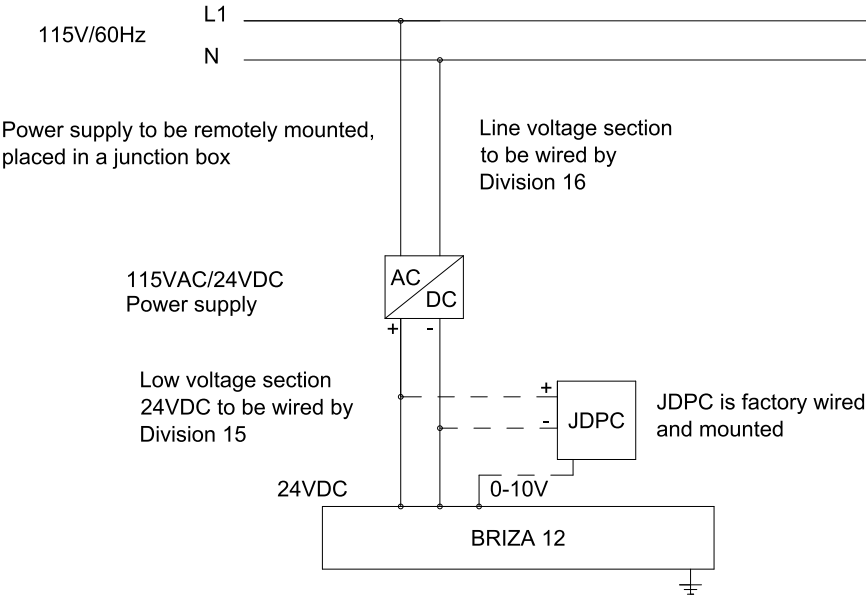 L1
115V/60Hz
N
Power supply to be remotely mounted,
placed in a junction box
Line voltage section
to be wired by
Division 16
115VAC/24VDC
Power supply
AC
DC
+ -
Low voltage section
24VDC to be wired by
Division 15
+
-
JDPC
JDPC is factory wired
and mounted
24VDC
0-10V
BRIZA 12